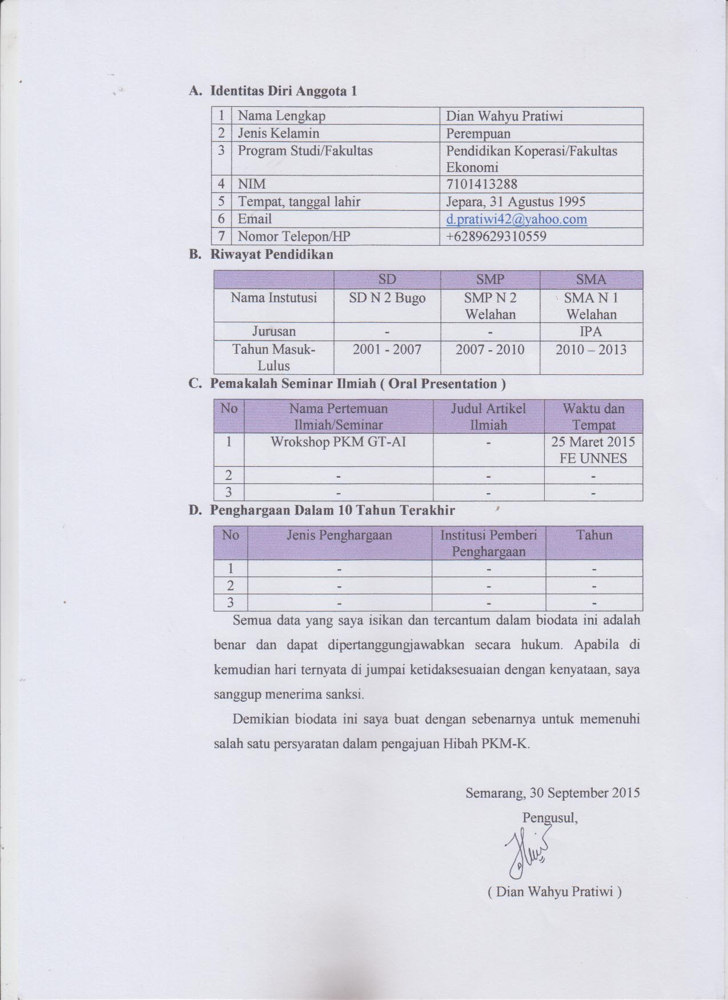 A. Identitas Diri Anggota 1
1 Nama Lengkap Dian Wahyu Pratiwi
2 Jenis Kelamin Perempuan
3 Program Studi/Fakultas Pendidikan Koperasi/Fakultas
Ekonomi
4 NIM 7101413288
5 Tempat, tanggal lahir Jepara, 31 Agustus 1995
6 Email d.pratiwi42@yahoo.com
7 Nomor Telepon/HP +6289629310559
B. Riwayat Pendidikan
SD SMP SMA
Nama Instutusi SD N 2 Bugo SMP N 2 SMA N 1
Welahan Welahan
Jurusan - - IPA
Tahun Masuk- 2001 - 2007 2007 - 2010 2010 – 2013
Lulus
C. Pemakalah Seminar Ilmiah ( Oral Presentation )
No Nama Pertemuan Judul Artikel Waktu dan
Ilmiah/Seminar Ilmiah Tempat
1 Wrokshop PKM GT-AI - 25 Maret 2015
FE UNNES
2 - - -
3 - - -
D. Penghargaan Dalam 10 Tahun Terakhir
No Jenis Penghargaan Institusi Pemberi Tahun
Penghargaan
1 - - -
2 - - -
3 - - -
Semua data yang saya isikan dan tercantum dalam biodata ini adalah
benar dan dapat dipertanggungjawabkan secara hukum. Apabila di
kemudian hari ternyata di jumpai ketidaksesuaian dengan kenyataan, saya
sanggup menerima sanksi.
Demikian biodata ini saya buat dengan sebenarnya untuk memenuhi
salah satu persyaratan dalam pengajuan Hibah PKM-K.
Semarang, 30 September 2015
Pengusul,
( Dian Wahyu Pratiwi )